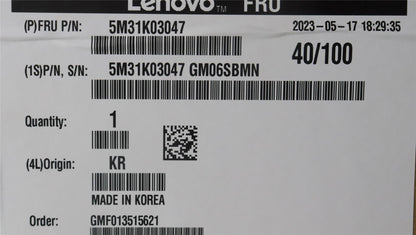 Lenovo™ FRU
(P)FRU P/N: 5M31K03047 2023-05-17 18:29:35
40/100
(1S)P/N, S/N: 5M31K03047 GM06SBMN
Quantity: 1
(4L)Origin: KR
MADE IN KOREA
Order: GMF013515621